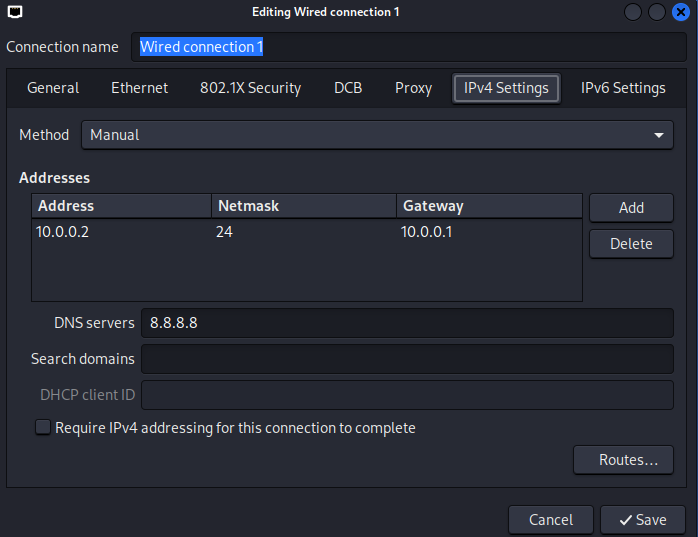 Editing Wired connection 1
Connection name Wired connection 1
General Ethernet 802.1X Security DCB Proxy IPv4 Settings IPv6 Settings
Method Manual
Addresses
Address Netmask Gateway Add
10.0.0.2 24 10.0.0.1
Delete
DNS servers 8.8.8.8
Search domains
DHCP client ID
Require IPv4 addressing for this connection to complete
Routes...
Cancel Save